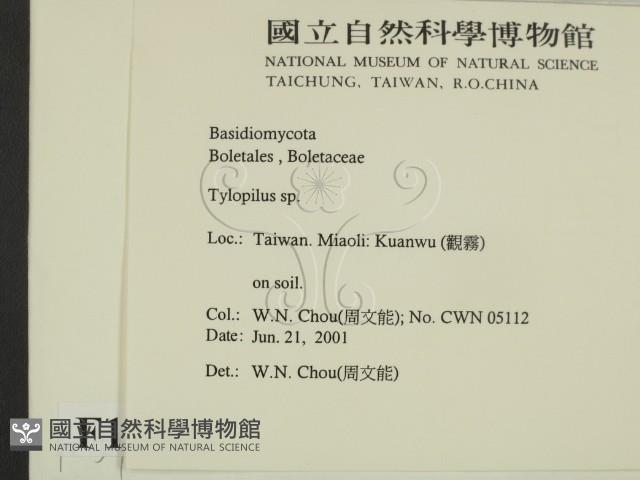 國立自然科學博物館
NATIONAL MUSEUM OF NATURAL SCIENCE
TAICHUNG, TAIWAN, R.O.CHINA
Basidiomycota
Boletales , Boletaceae
Tylopilus sp.
Loc.: Taiwan. Miaoli: Kuanwu (觀霧)
on soil.
Col.: W.N. Chou(周文能); No. CWN 05112
Date: Jun. 21, 2001
Det.: W.N. Chou(周文能)
國立自然科學博物館
NATIONAL MUSEUM OF NATURAL SCIENCE